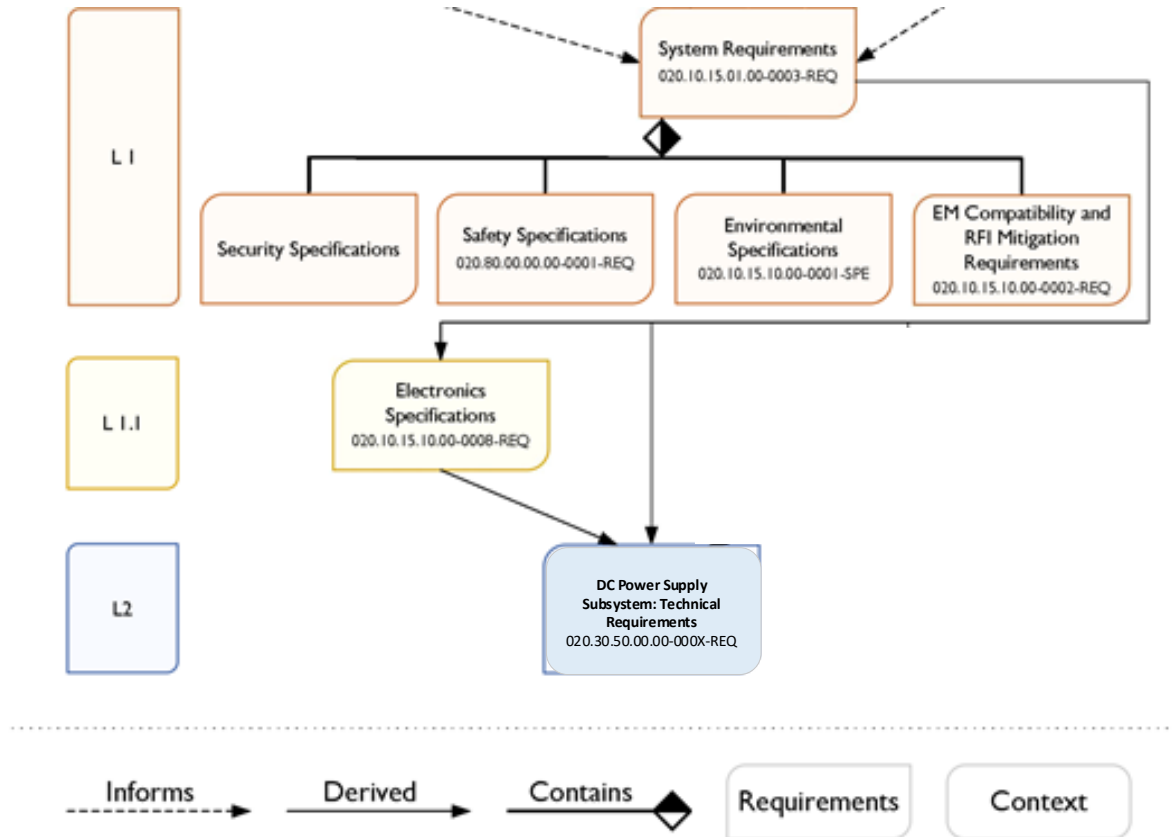 System Requirements
020.10.15.01.00-0003-REQ
L 1
Security Specifications
Safety Specifications
020.80.00.00.00-0001-REQ
Environmental
Specifications
020.10.15.10.00-0001-SPE
EM Compatibility and
RFI Mitigation
Requirements
020.10.15.10.00-0002-REQ
L 1.1
Electronics
Specifications
020.10.15.10.00-0008-REQ
L2
DC Power Supply
Subsystem: Technical
Requirements
020.30.50.00.00-000X-REQ
Informs
Derived
Contains
Requirements
Context